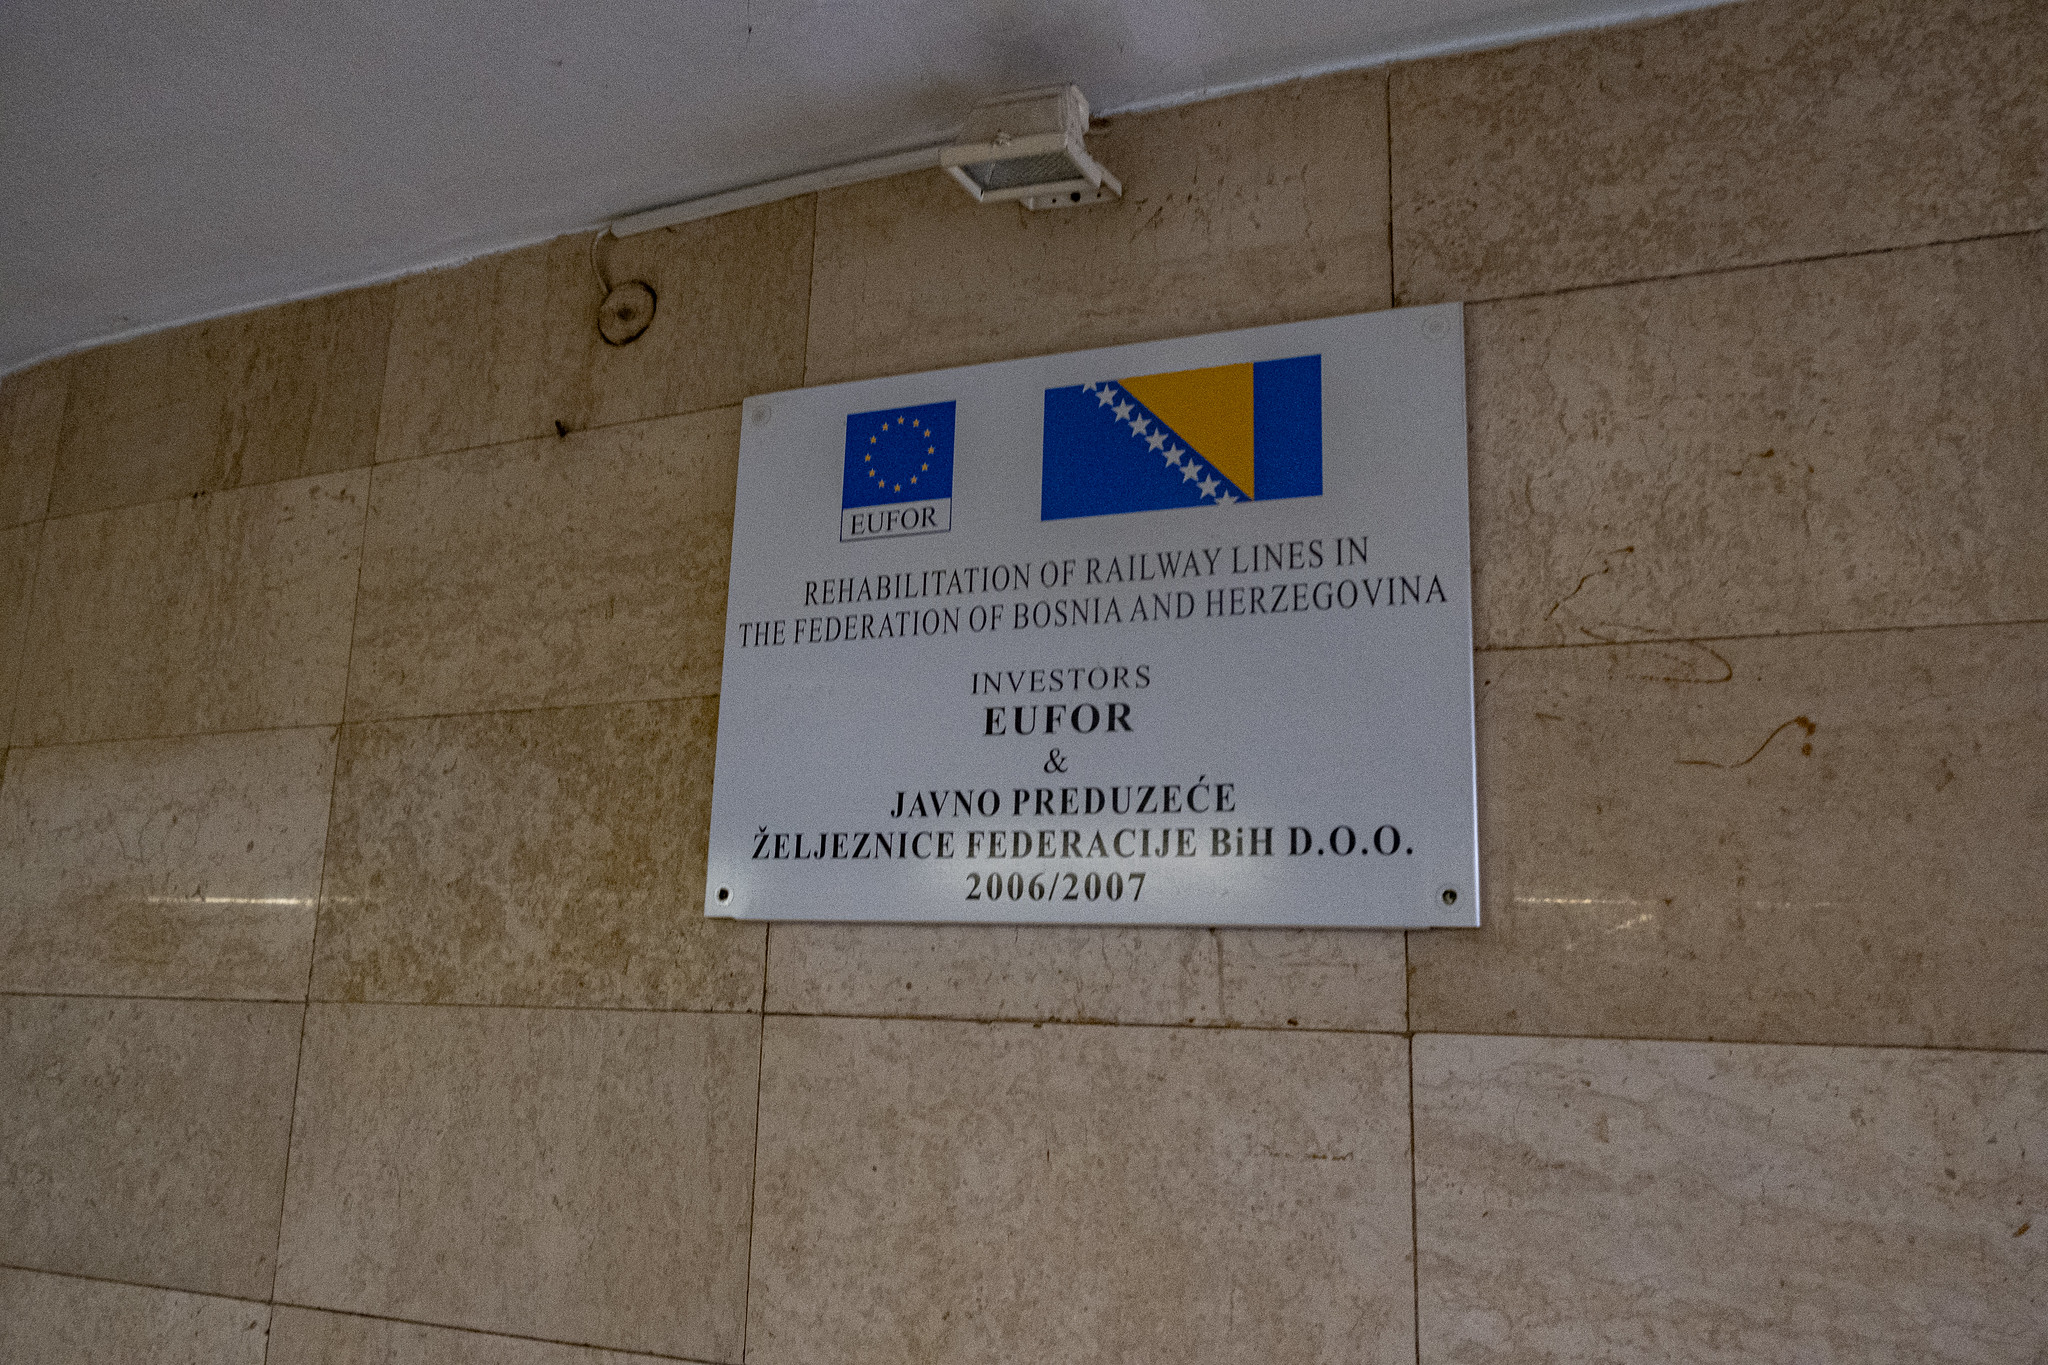 EUFOR
REHABILITATION OF RAILWAY LINES IN
THE FEDERATION OF BOSNIA AND HERZEGOVINA
INVESTORS
EUFOR
&
JAVNO PREDUZEĆE
ŽELJEZNICE FEDERACIJE BiH D.O.O.
2006/2007